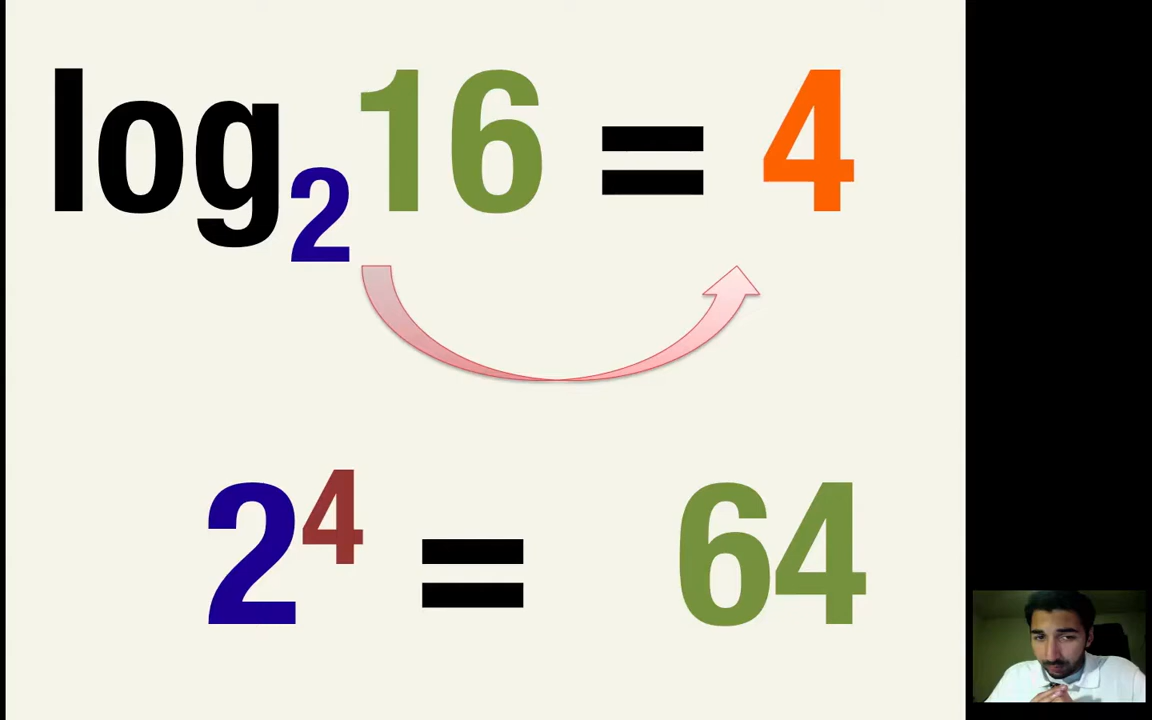 log₂16 = 4
2⁴ = 64